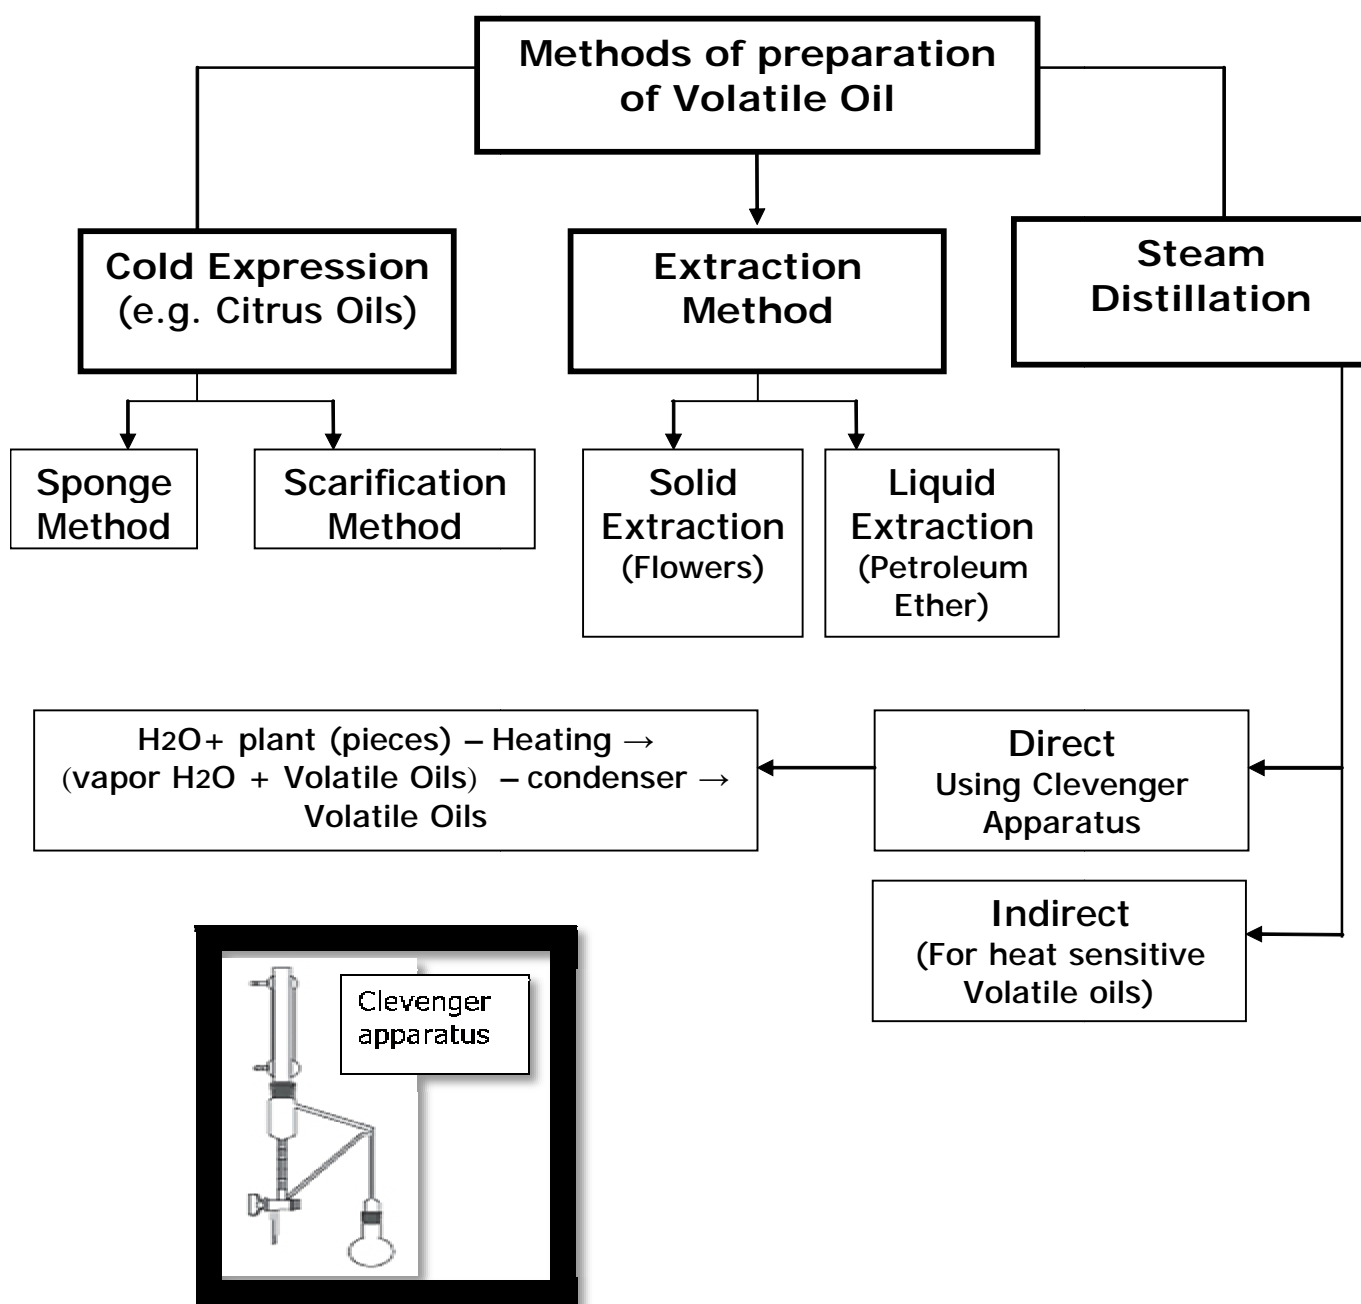 Methods of preparation
of Volatile Oil
Cold Expression
(e.g. Citrus Oils)
Extraction
Method
Steam
Distillation
Sponge
Method
Scarification
Method
Solid
Extraction
(Flowers)
Liquid
Extraction
(Petroleum
Ether)
H2O+ plant (pieces) – Heating →
(vapor H2O + Volatile Oils) – condenser →
Volatile Oils
Direct
Using Clevenger
Apparatus
Indirect
(For heat sensitive
Volatile oils)
Clevenger
apparatus